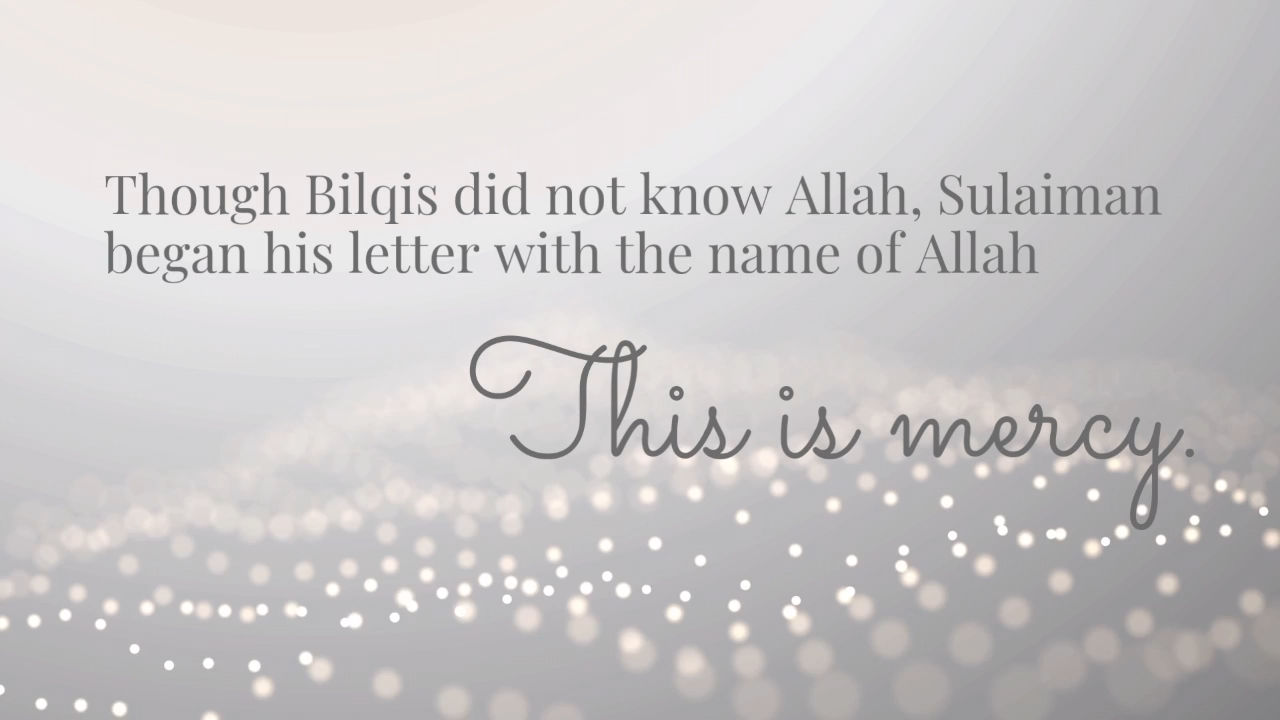 Though Bilqis did not know Allah, Sulaiman
began his letter with the name of Allah
This is mercy.